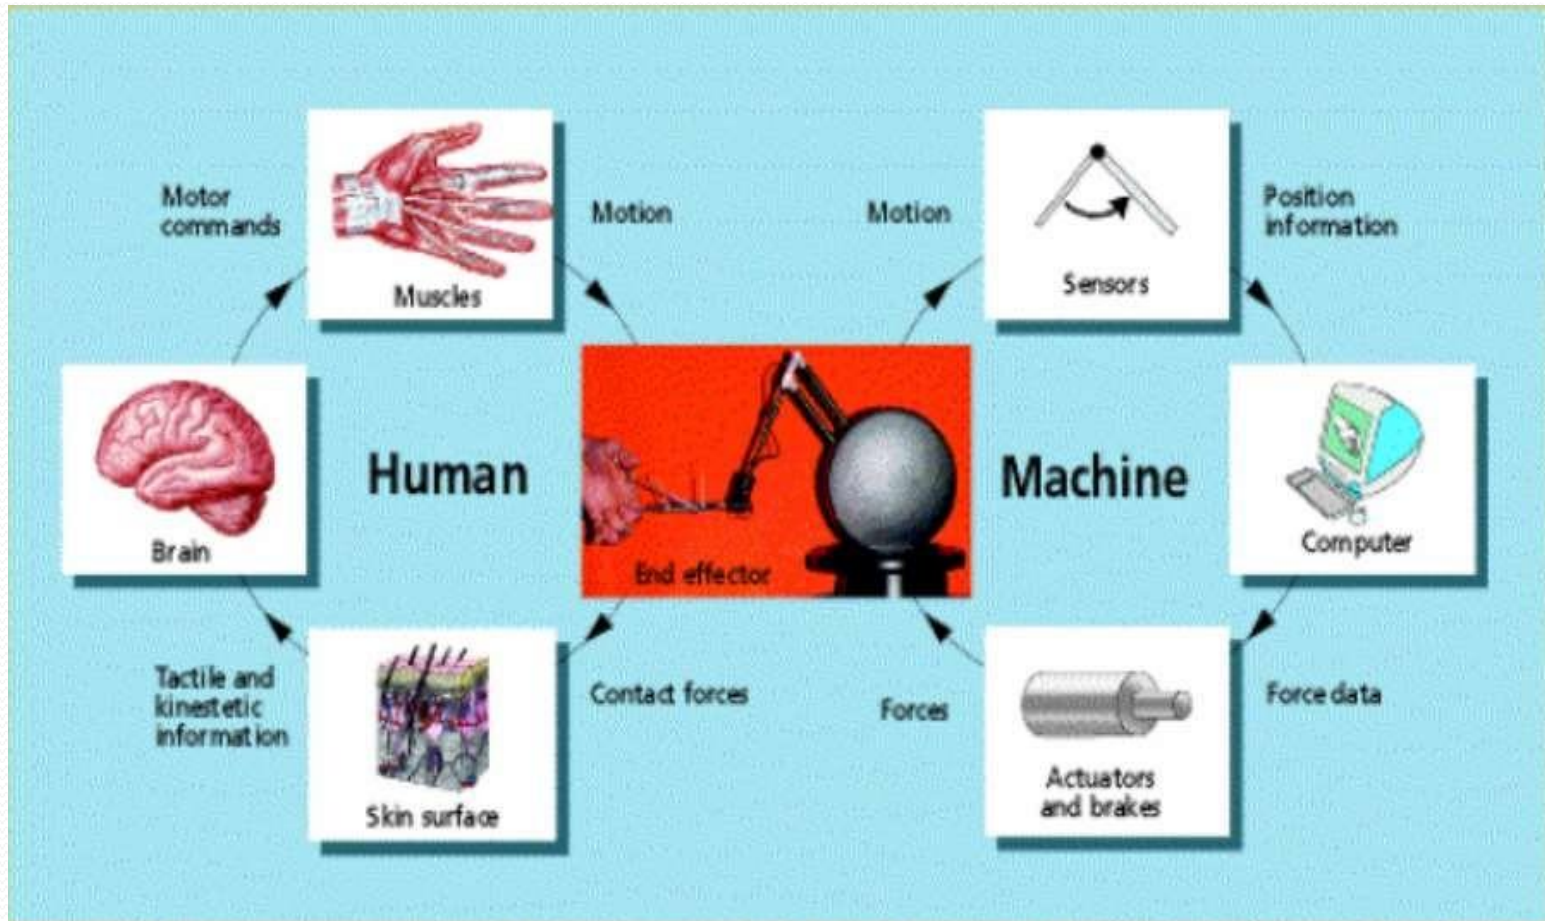 Motor
commands
Muscles
Motion
Motion
Sensors
Position
information
Brain
Human
End effector
Machine
Computer
Tactile and
kinestetic
information
Skin surface
Contact forces
Forces
Actuators
and brakes
Force data